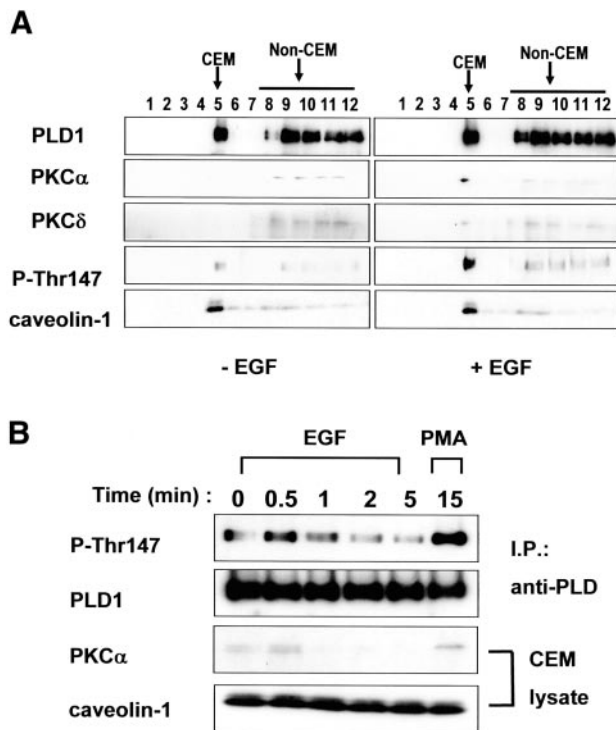 A
CEM Non-CEM CEM Non-CEM
1 2 3 4 5 6 7 8 9 10 11 12 1 2 3 4 5 6 7 8 9 10 11 12
PLD1
PKCα
PKCδ
P-Thr147
caveolin-1
- EGF + EGF
B
EGF PMA
Time (min) : 0 0.5 1 2 5 15
P-Thr147 I.P.:
PLD1 anti-PLD
PKCα CEM
caveolin-1 lysate